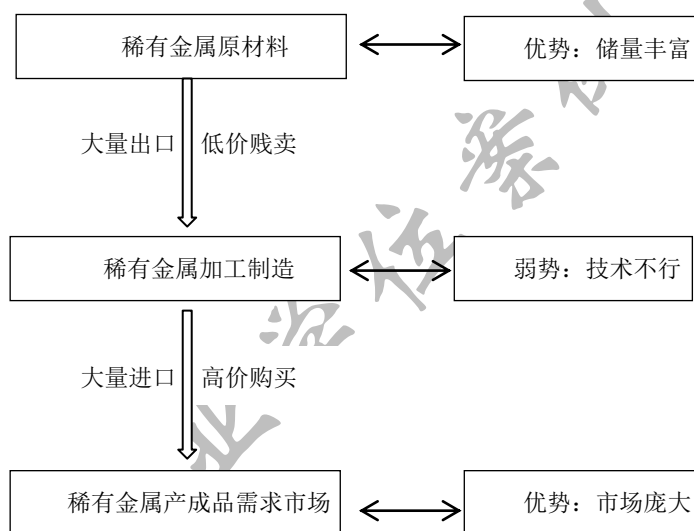 稀有金属原材料
优势：储量丰富
大量出口 低价贱卖
稀有金属加工制造
弱势：技术不行
大量进口 高价购买
稀有金属产成品需求市场
优势：市场庞大